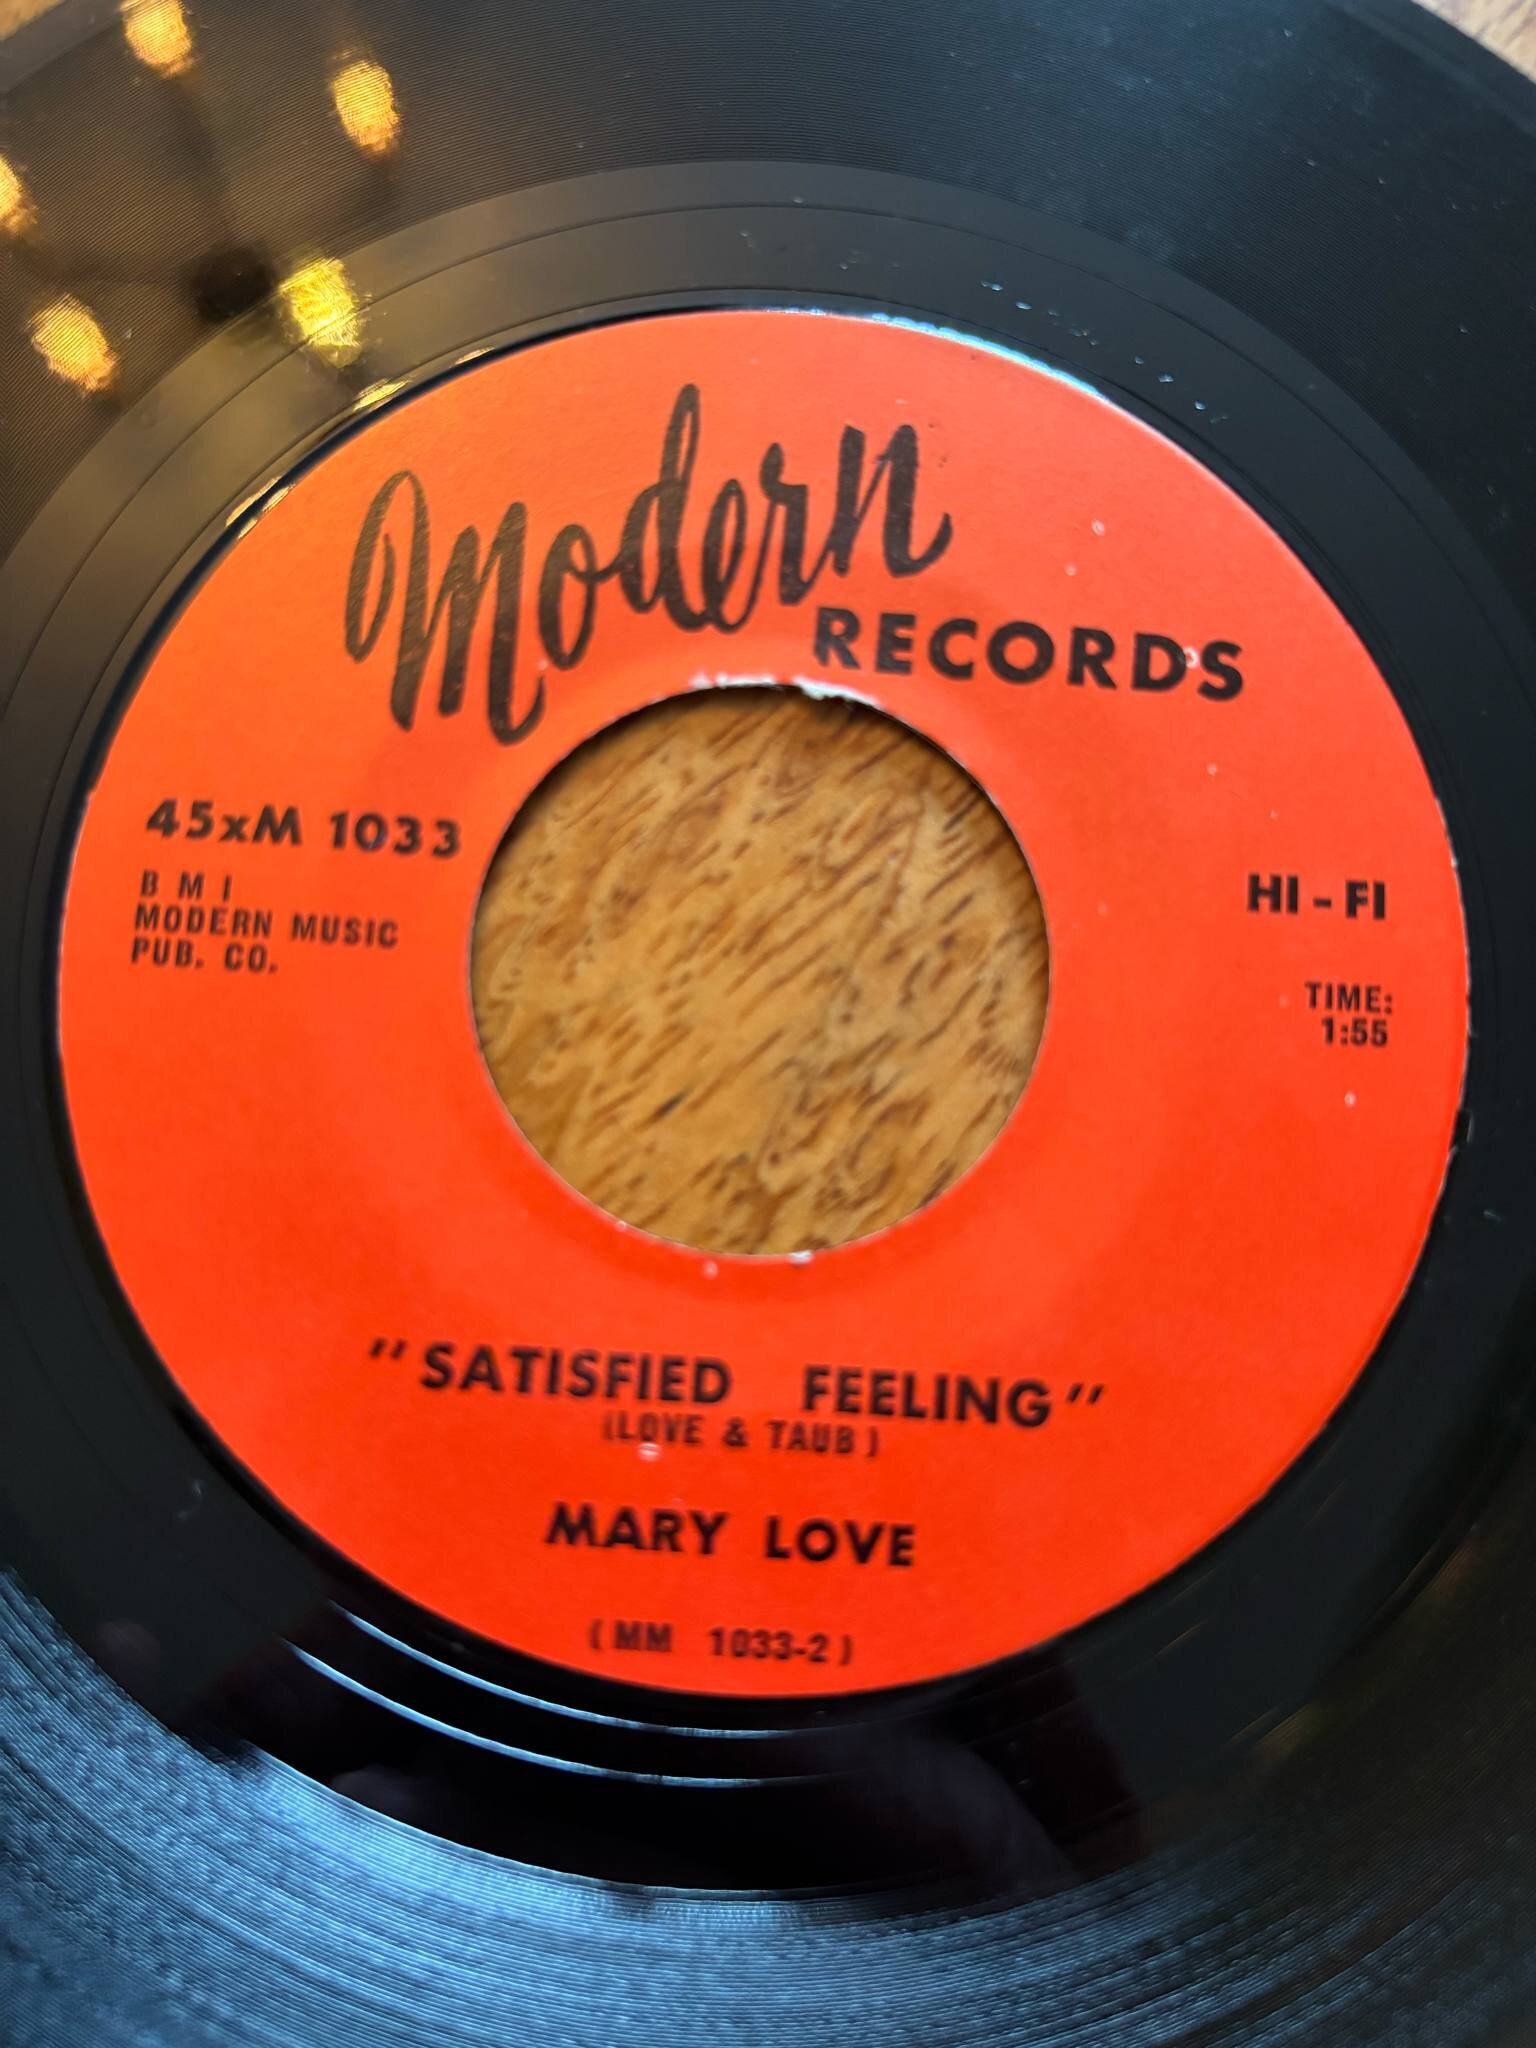 Modern
RECORDS
45xM 1033
B M I
MODERN MUSIC
PUB. CO.
HI-FI
TIME:
1:55
"SATISFIED FEELING"
(LOVE & TAUB)
MARY LOVE
(MM 1033-2)